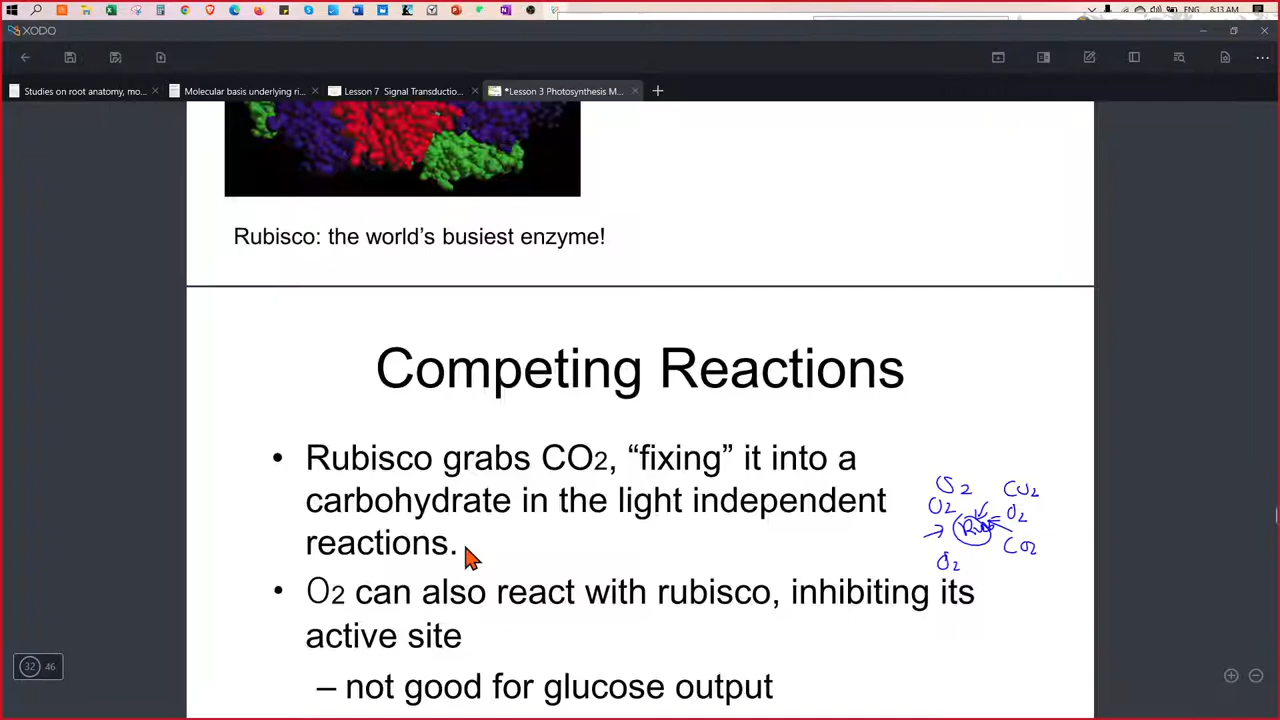 ENG 8:13 AM
XODO
Studies on root anatomy, mo...
Molecular basis underlying ri...
Lesson 7 Signal Transductio...
*Lesson 3 Photosynthesis M...
Rubisco: the world’s busiest enzyme!
Competing Reactions
• Rubisco grabs CO2, “fixing” it into a
carbohydrate in the light independent
reactions.
• O2 can also react with rubisco, inhibiting its
active site
– not good for glucose output
CO2
O2
O2
CO2
O2
32 46